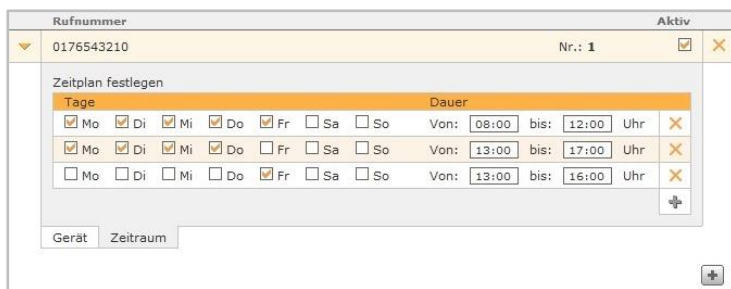 Rufnummer Aktiv
0176543210 Nr.: 1
Zeitplan festlegen
Tage Dauer
Mo Di Mi Do Fr Sa So Von: 08:00 bis: 12:00 Uhr
Mo Di Mi Do Fr Sa So Von: 13:00 bis: 17:00 Uhr
Mo Di Mi Do Fr Sa So Von: 13:00 bis: 16:00 Uhr
Gerät Zeitraum